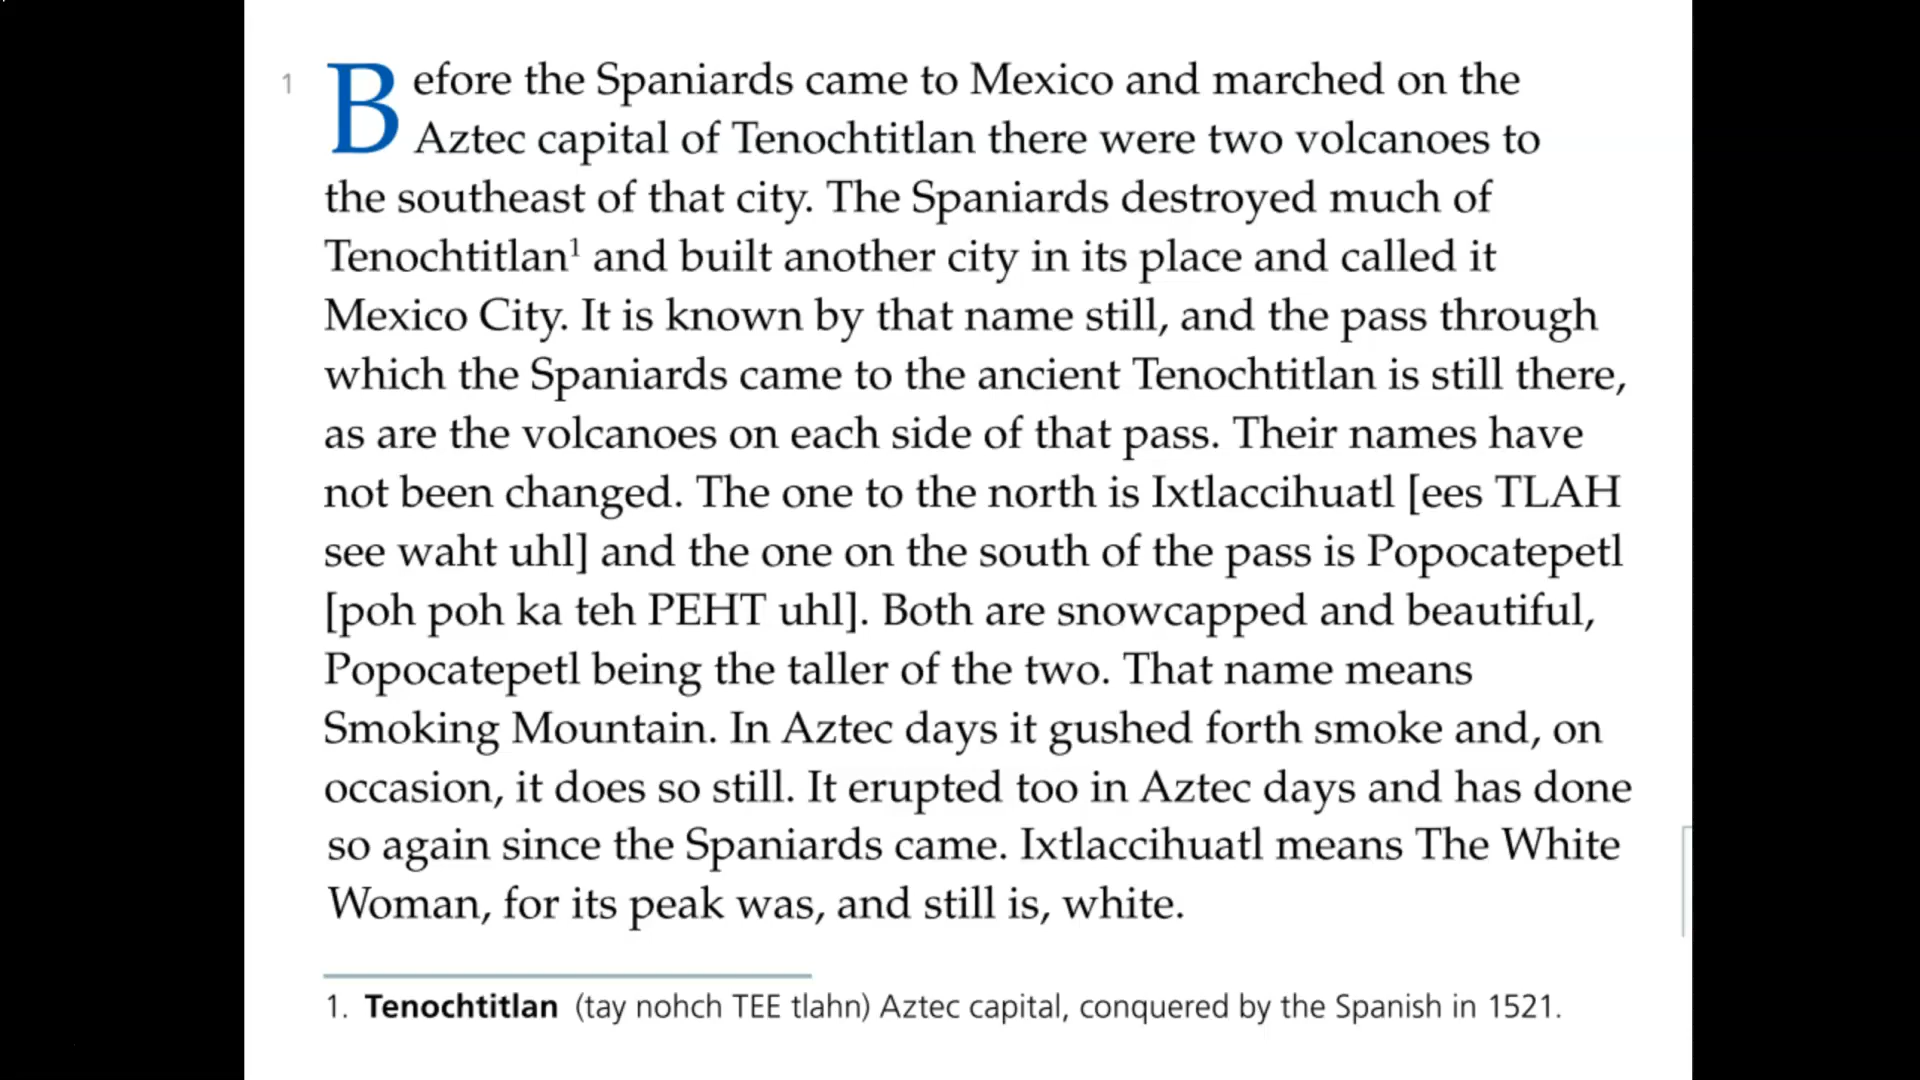 1
Before the Spaniards came to Mexico and marched on the
Aztec capital of Tenochtitlan there were two volcanoes to
the southeast of that city. The Spaniards destroyed much of
Tenochtitlan¹ and built another city in its place and called it
Mexico City. It is known by that name still, and the pass through
which the Spaniards came to the ancient Tenochtitlan is still there,
as are the volcanoes on each side of that pass. Their names have
not been changed. The one to the north is Ixtlaccihuatl [ees TLAH
see waht uhl] and the one on the south of the pass is Popocatepetl
[poh poh ka teh PEHT uhl]. Both are snowcapped and beautiful,
Popocatepetl being the taller of the two. That name means
Smoking Mountain. In Aztec days it gushed forth smoke and, on
occasion, it does so still. It erupted too in Aztec days and has done
so again since the Spaniards came. Ixtlaccihuatl means The White
Woman, for its peak was, and still is, white.
1. Tenochtitlan (tay nohch TEE tlahn) Aztec capital, conquered by the Spanish in 1521.